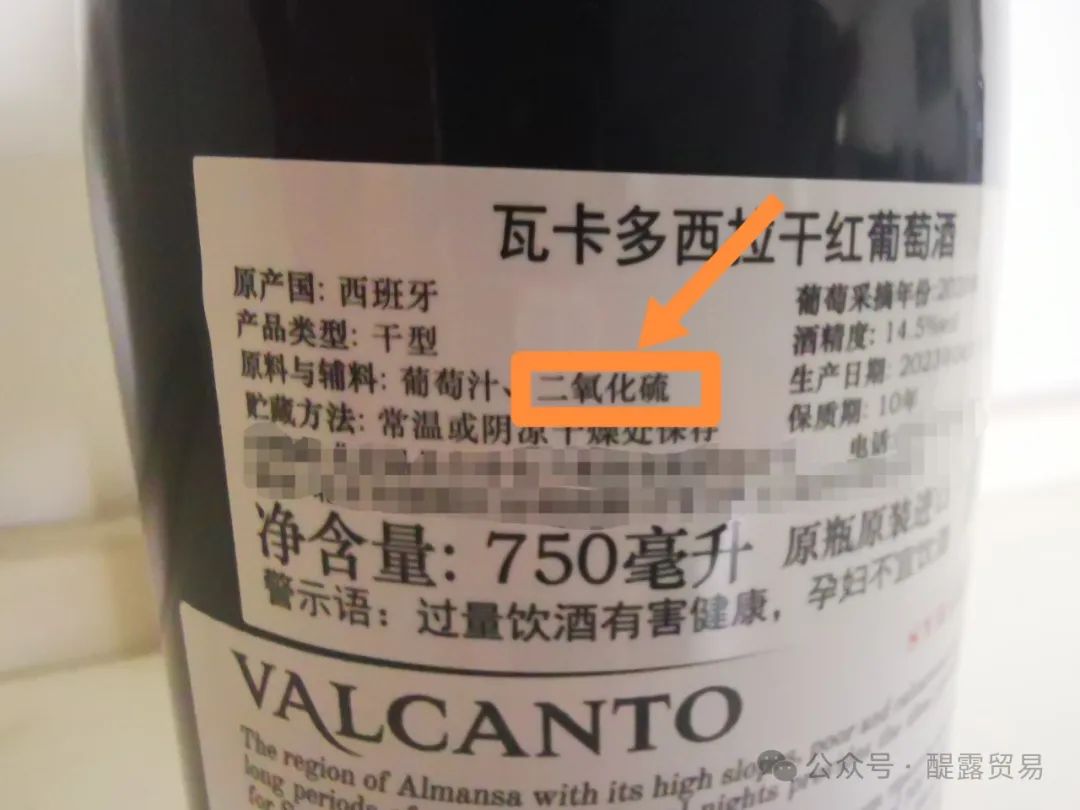 瓦卡多西拉干红葡萄酒
原产国: 西班牙
葡萄采摘年份:
产品类型: 干型
酒精度: 14.5%vol
原料与辅料: 葡萄汁、二氧化硫
生产日期:
贮藏方法: 常温或阴凉干燥处保存
保质期: 10年
电话:
净含量: 750毫升
原瓶原装进口
警示语: 过量饮酒有害健康,
孕妇不宜饮酒
VALCANTO
The region of Almansa with its high
long periods
nights
公众号 · 醒露贸易